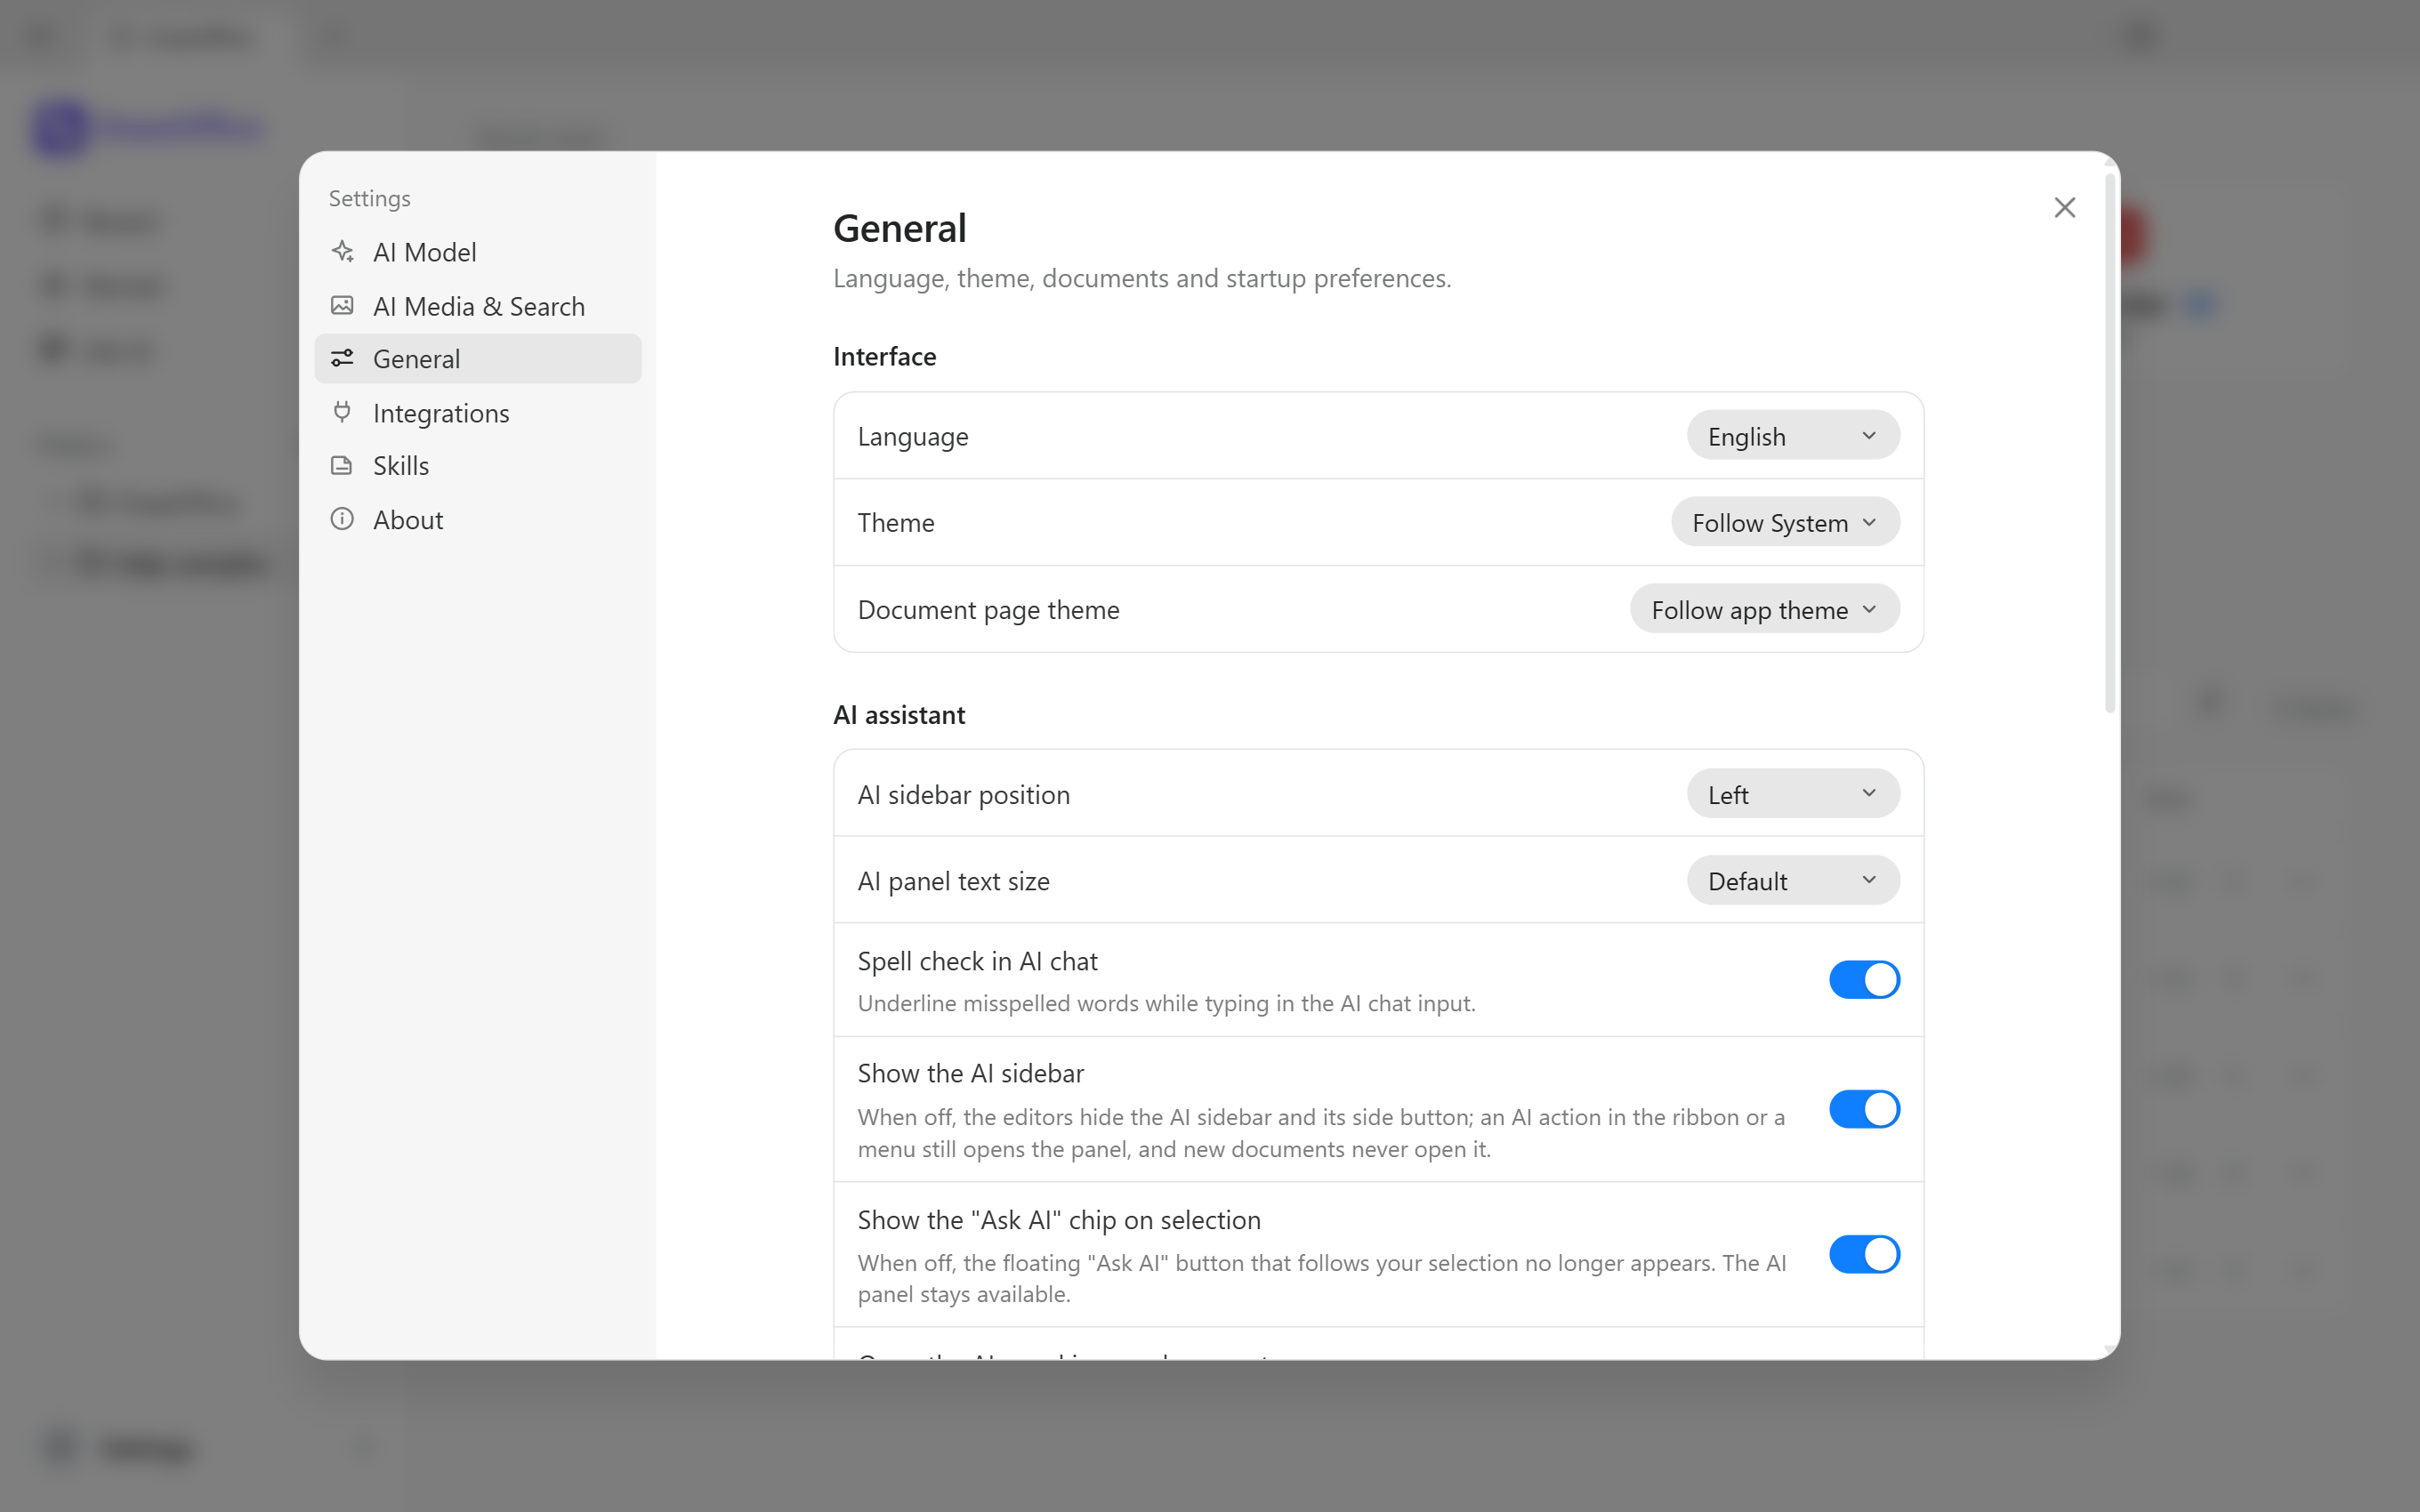 Settings
AI Model
AI Media & Search
General
Integrations
Skills
About
General
Language, theme, documents and startup preferences.
Interface
Language
English
Theme
Follow System
Document page theme
Follow app theme
AI assistant
AI sidebar position
Left
AI panel text size
Default
Spell check in AI chat
Underline misspelled words while typing in the AI chat input.
Show the AI sidebar
When off, the editors hide the AI sidebar and its side button; an AI action in the ribbon or a
menu still opens the panel, and new documents never open it.
Show the "Ask AI" chip on selection
When off, the floating "Ask AI" button that follows your selection no longer appears. The AI
panel stays available.